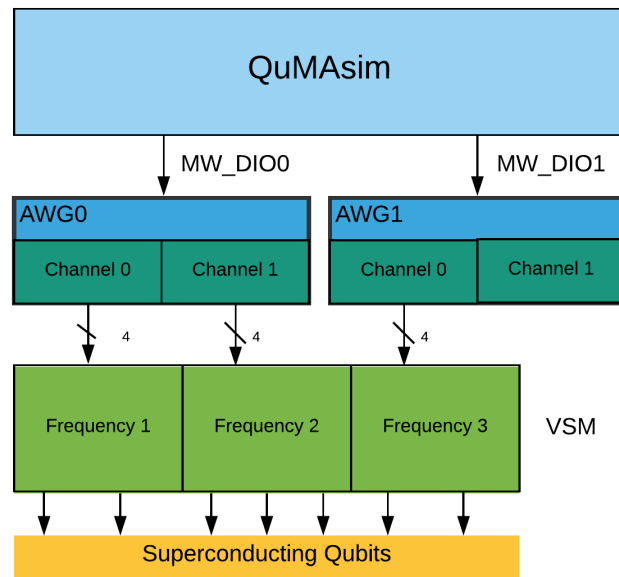 QuMAsim
MW_DIO0
MW_DIO1
AWG0
AWG1
Channel 0
Channel 1
Channel 0
Channel 1
4
4
4
Frequency 1
Frequency 2
Frequency 3
VSM
Superconducting Qubits